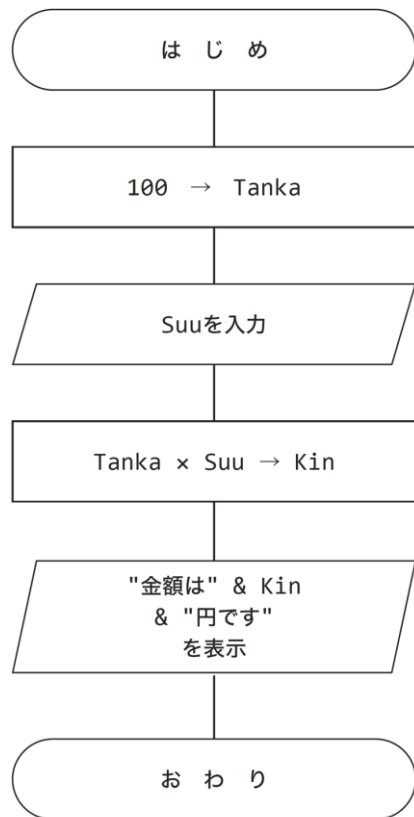 は じ め
100 → Tanka
Suuを入力
Tanka × Suu → Kin
"金額は" & Kin
& "円です"
を表示
お わ り